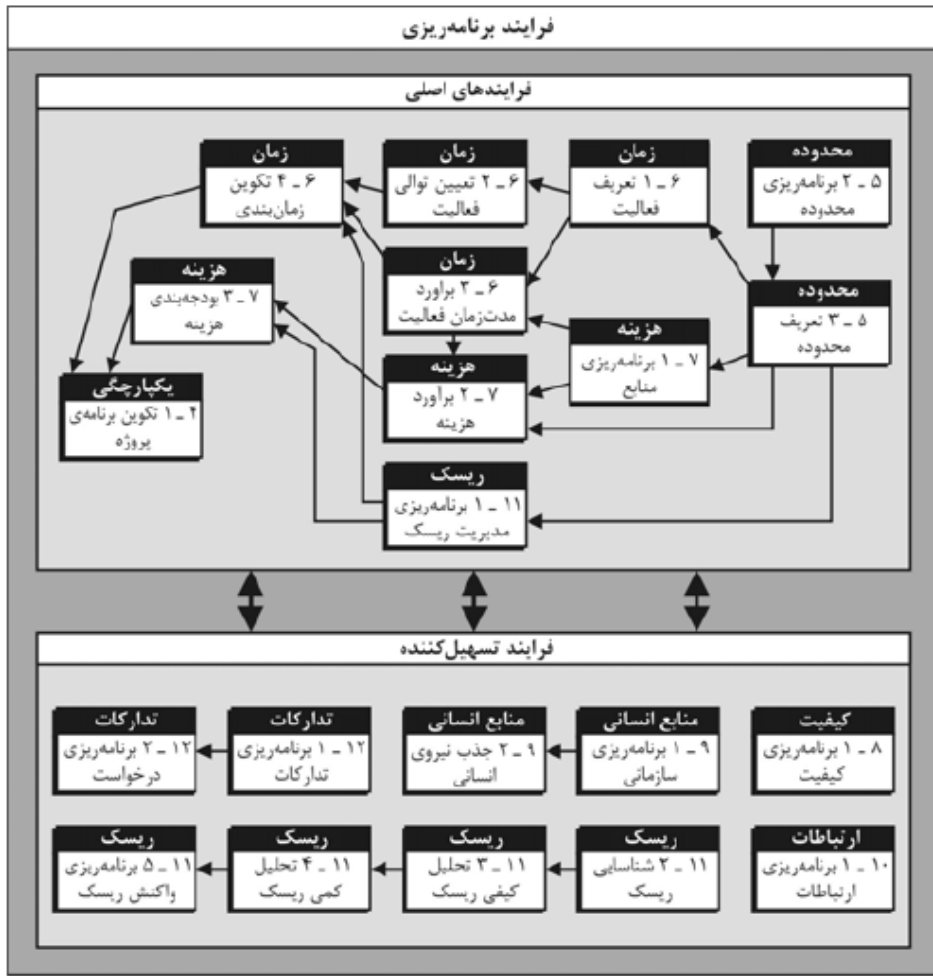 فرایند برنامه‌ریزی
فرایندهای اصلی
محدوده
۵ ـ ۲ برنامه‌ریزی
محدوده
زمان
۶ ـ ۱ تعریف
فعالیت
زمان
۶ ـ ۲ تعیین توالی
فعالیت
زمان
۶ ـ ۴ تکوین
زمان‌بندی
محدوده
۵ ـ ۳ تعریف
محدوده
زمان
۶ ـ ۳ براورد
مدت‌زمان فعالیت
هزینه
۷ ـ ۳ بودجه‌بندی
هزینه
هزینه
۷ ـ ۱ برنامه‌ریزی
منابع
هزینه
۷ ـ ۲ برآورد
هزینه
یکپارچگی
۴ ـ ۱ تکوین برنامه‌ی
پروژه
ریسک
۱۱ ـ ۱ برنامه‌ریزی
مدیریت ریسک
فرایند تسهیل‌کننده
کیفیت
۸ ـ ۱ برنامه‌ریزی
کیفیت
منابع انسانی
۹ ـ ۱ برنامه‌ریزی
سازمانی
منابع انسانی
۹ ـ ۲ جذب نیروی
انسانی
تدارکات
۱۲ ـ ۱ برنامه‌ریزی
تدارکات
تدارکات
۱۲ ـ ۲ برنامه‌ریزی
درخواست
ارتباطات
۱۰ ـ ۱ برنامه‌ریزی
ارتباطات
ریسک
۱۱ ـ ۲ شناسایی
ریسک
ریسک
۱۱ ـ ۳ تحلیل
کیفی ریسک
ریسک
۱۱ ـ ۴ تحلیل
کمی ریسک
ریسک
۱۱ ـ ۵ برنامه‌ریزی
واکنش ریسک